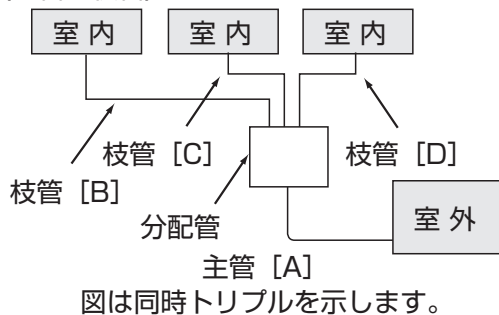 室内 室内 室内
枝管［C］ 枝管［D］
枝管［B］
分配管
室外
主管［A］
図は同時トリプルを示します。